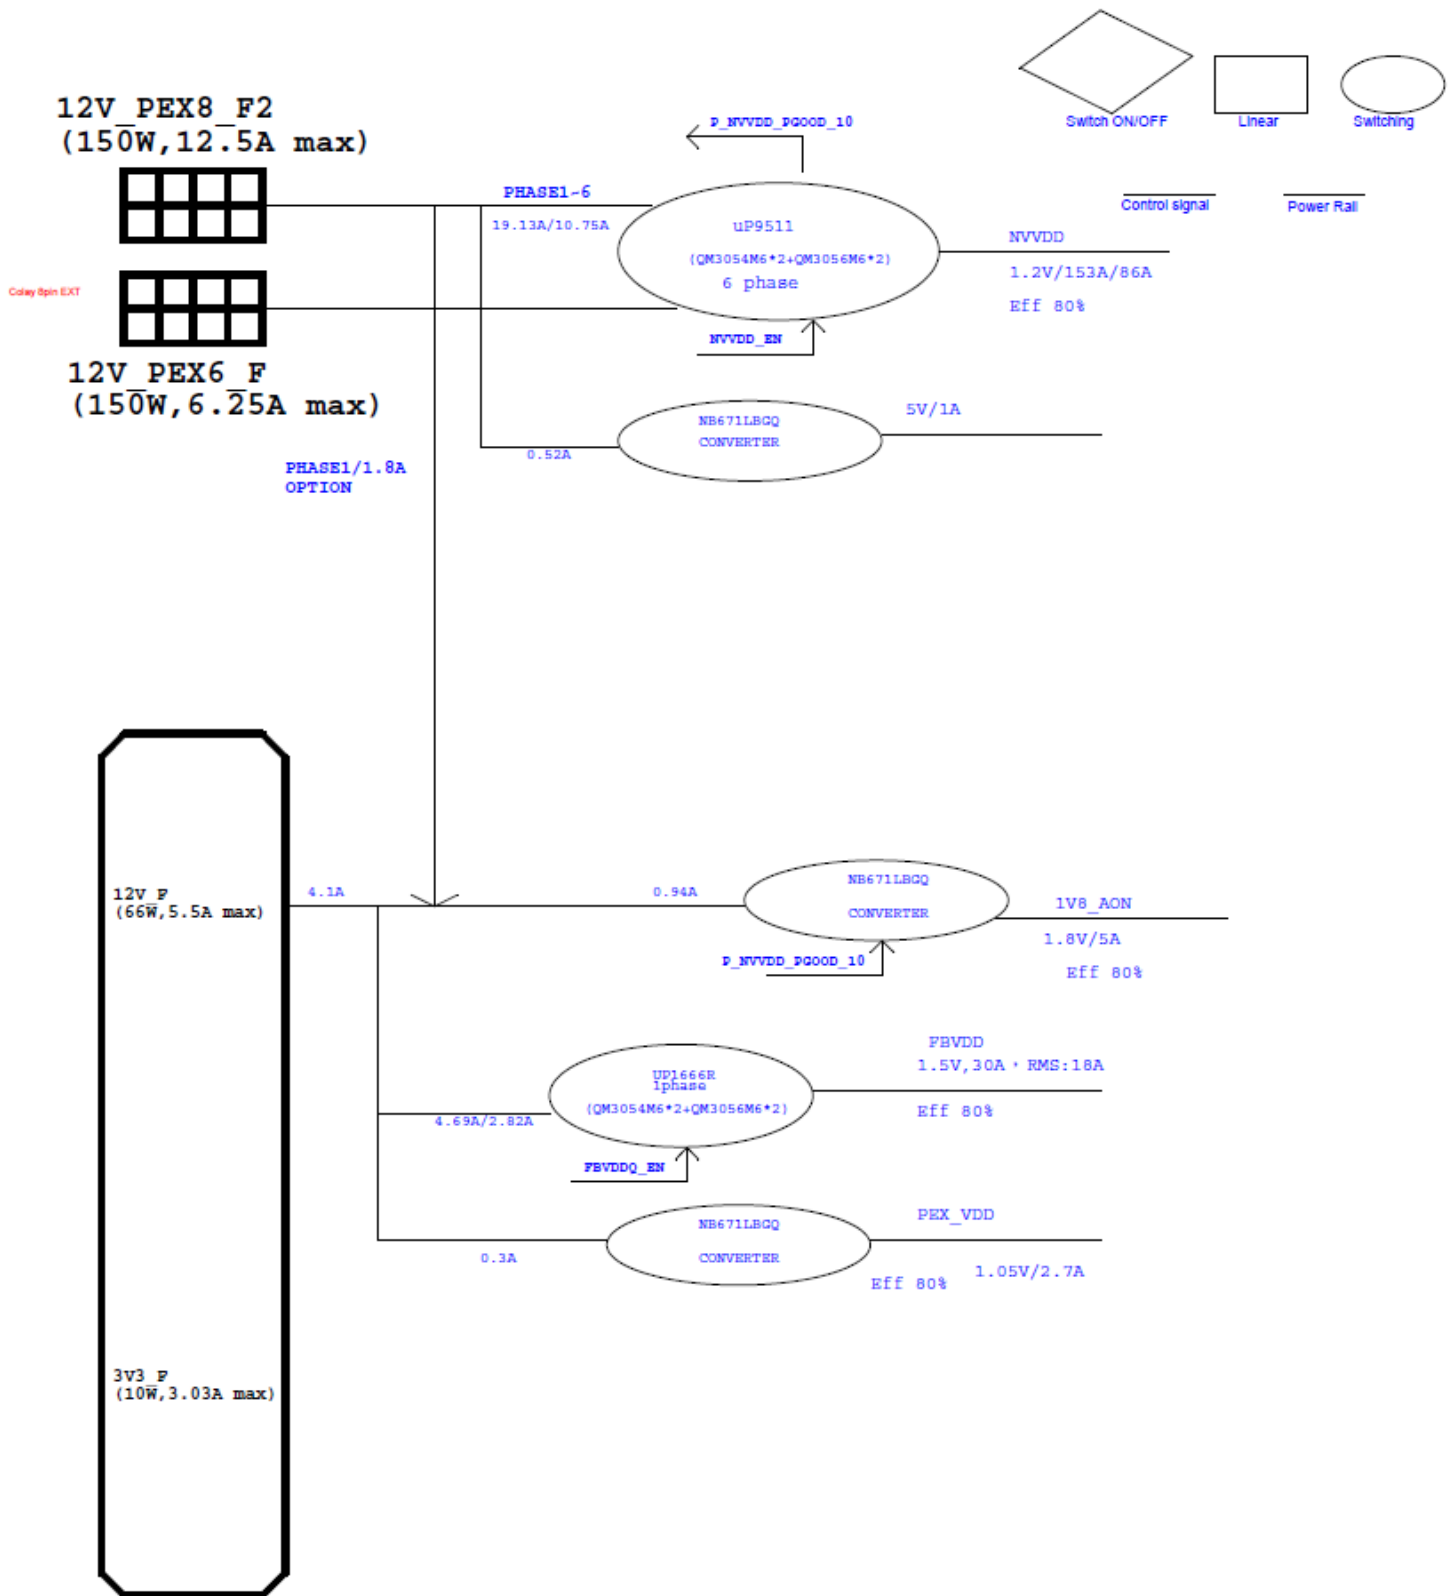 12V_PEX8_F2
(150W,12.5A max)
Colay 8pin EXT
12V_PEX6_F
(150W,6.25A max)
PHASE1~6
19.13A/10.75A
P_NVVDD_PGOOD_10
uP9511
(QM3054M6*2+QM3056M6*2)
6 phase
NVVDD_EN
NVVDD
1.2V/153A/86A
Eff 80%
Switch ON/OFF
Linear
Switching
Control signal
Power Rail
NB671LBGQ
CONVERTER
0.52A
5V/1A
PHASE1/1.8A
OPTION
12V_F
(66W,5.5A max)
4.1A
0.94A
NB671LBGQ
CONVERTER
P_NVVDD_PGOOD_10
1V8_AON
1.8V/5A
Eff 80%
UP1666R
1phase
(QM3054M6*2+QM3056M6*2)
4.69A/2.82A
FBVDDQ_EN
FBVDD
1.5V,30A，RMS:18A
Eff 80%
NB671LBGQ
CONVERTER
0.3A
PEX_VDD
1.05V/2.7A
Eff 80%
3V3_F
(10W,3.03A max)